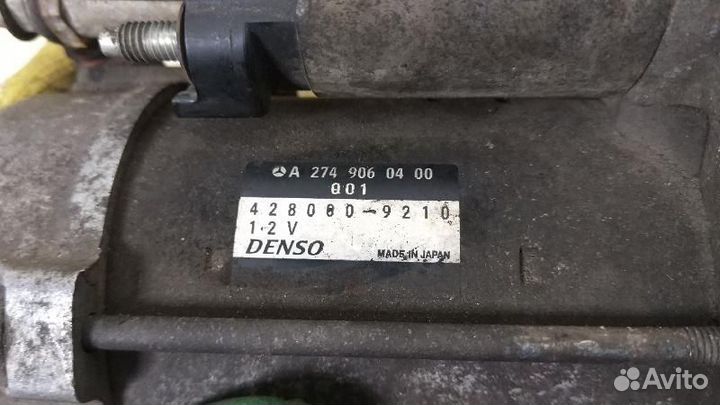 A 274 906 04 00
001
428000-9210
12V
DENSO
MADE IN JAPAN
Avito